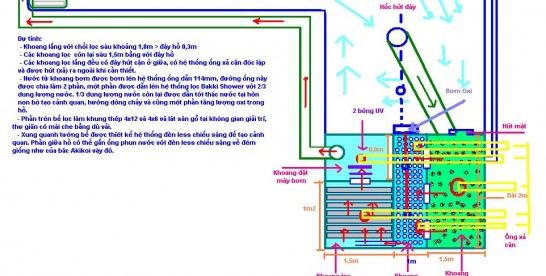 Hốc hút đáy
Dự tính:
- Khoang lắng với chổi lọc sâu khoảng 1,8m > đáy hồ 0,3m
- Các khoang lọc còn lại sâu 1,5m bằng với đáy hồ
- Các khoang lọc lắng đều có đáy hút cặn ở giữa, có hệ thống ống xả cặn độc lập
và được hút (xả) ra ngoài khi cần thiết.
- Nước từ khoang bơm được bơm lên hệ thống ống dẫn 114mm, đường ống này
được chia làm 2 phần, một phần được dẫn lên hệ thống lọc Bakki Shower với 2/3
dung lượng nước. 1/3 dung lượng nước còn lại được dẫn tới thác nước tại hòn
non bộ tạo cảnh quan, hướng dòng chảy và cũng một phần tăng lượng oxi trong
hồ.
- Phần trên bể lọc làm khung thép 4x12 và 4x6 và lát sàn gỗ tại không gian giải trí,
thư giãn có mái che bằng dù vải.
- Xung quanh tường bể được thiết kế hệ thống đèn less chiếu sáng để tạo cảnh
quan. Phần giữa hồ có thể gắn ống phun nước với đèn less chiếu sáng về đêm
giống như của bác Akikoi vậy đó.
Bơm Oxi
2 bóng UV
Hút mặt
0,8m
Khoang đặt
máy bơm
Dài 2m
1m2
Ống xả
cặn
1,5m
1m
1,5m
Khoang lọc
Khoang
Khoang